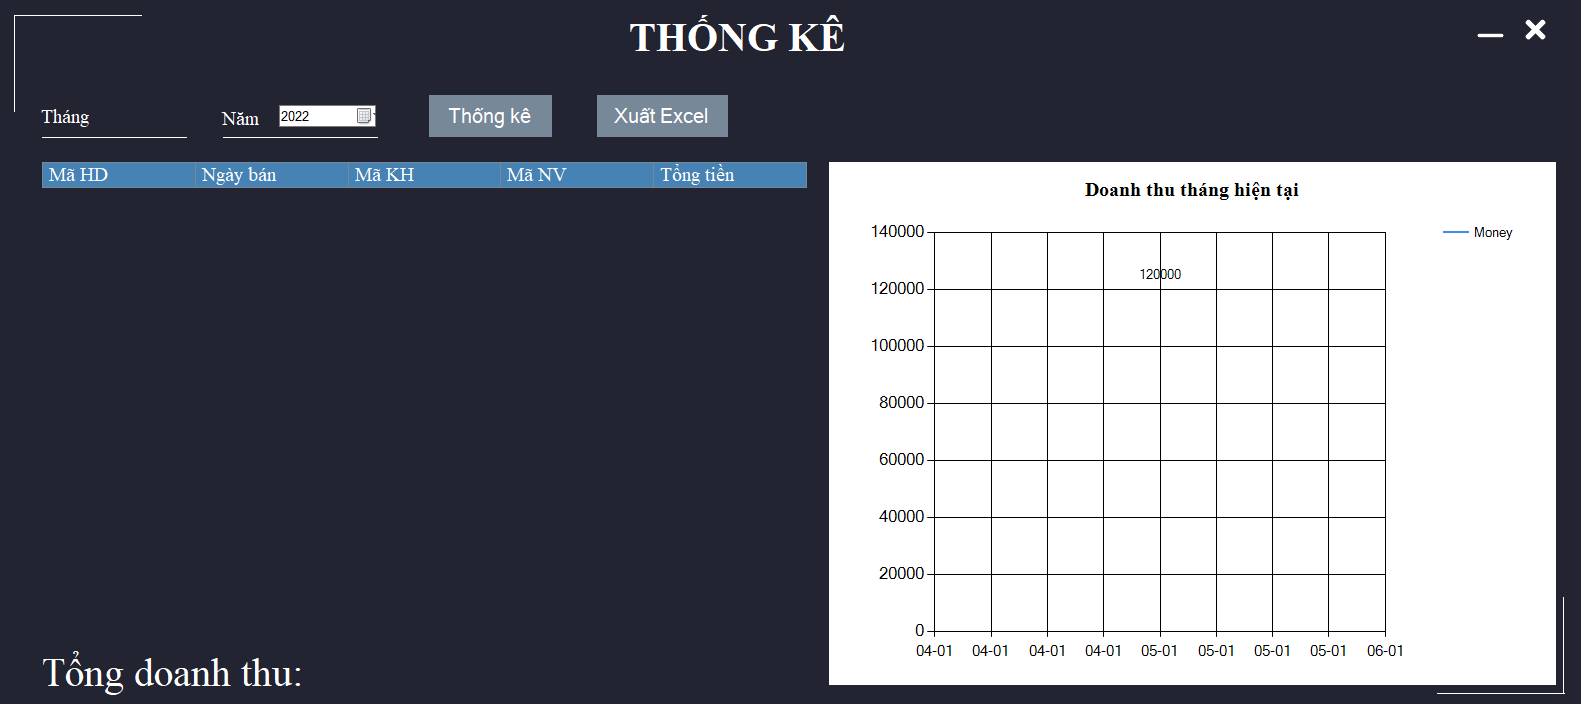 THỐNG KÊ
Tháng
Năm 2022
Thống kê
Xuất Excel
Mã HD Ngày bán Mã KH Mã NV Tổng tiền
Doanh thu tháng hiện tại
Money
140000
120000
120000
100000
80000
60000
40000
20000
0
04-01 04-01 04-01 04-01 05-01 05-01 05-01 05-01 06-01
Tổng doanh thu: